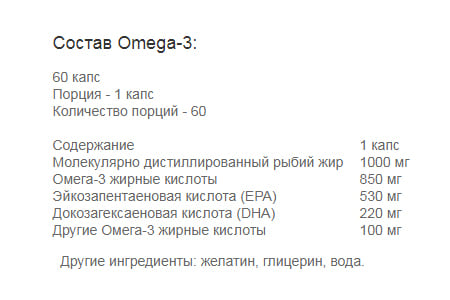 Состав Omega-3:
60 капс
Порция - 1 капс
Количество порций - 60
Содержание 1 капс
Молекулярно дистиллированный рыбий жир 1000 мг
Омега-3 жирные кислоты 850 мг
Эйкозапентаеновая кислота (EPA) 530 мг
Докозагексаеновая кислота (DHA) 220 мг
Другие Омега-3 жирные кислоты 100 мг
Другие ингредиенты: желатин, глицерин, вода.